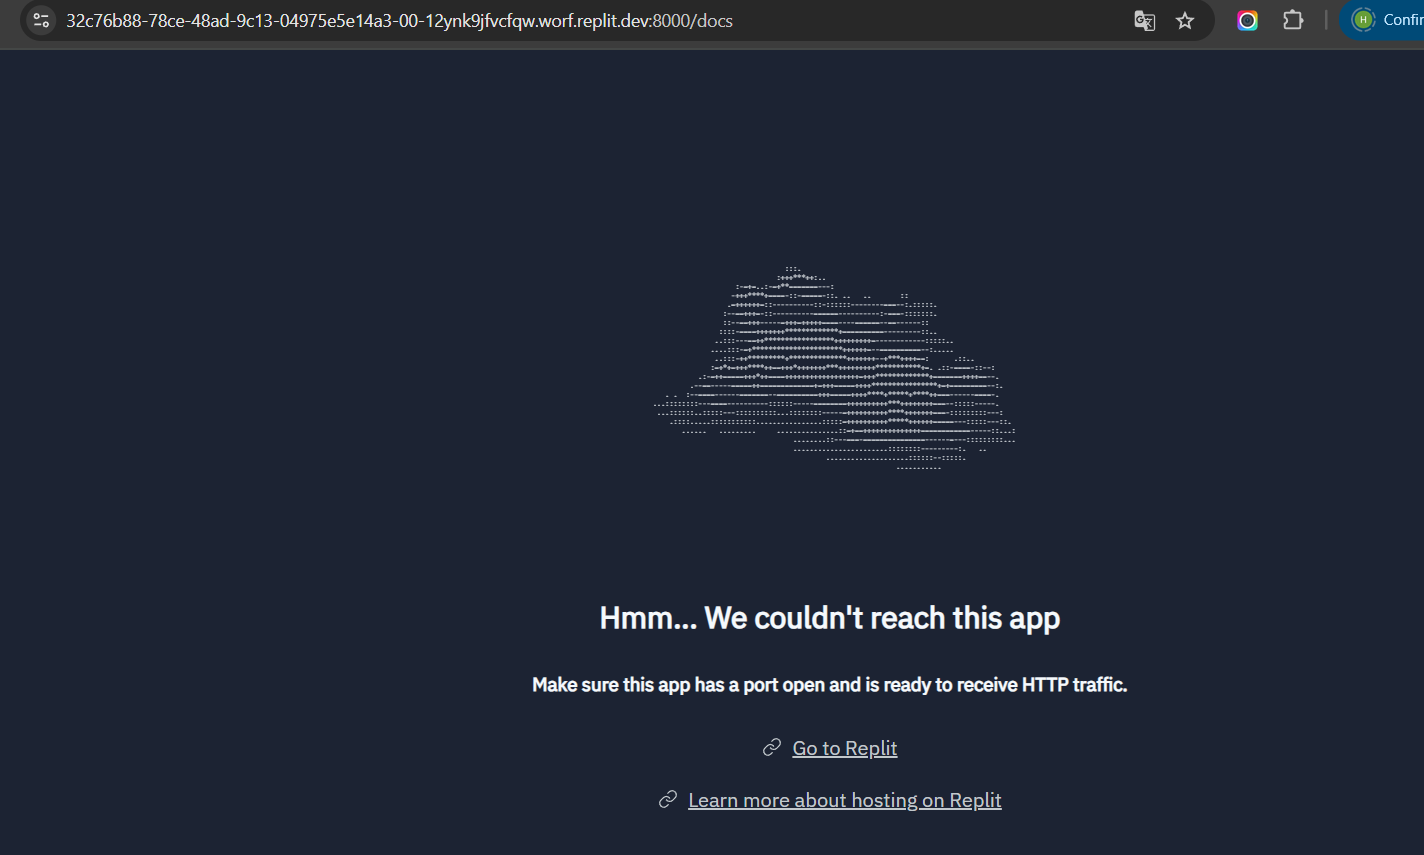 32c76b88-78ce-48ad-9c13-04975e5e14a3-00-12ynk9jfvcfqw.worf.replit.dev:8000/docs
H
Hmm... We couldn't reach this app
Make sure this app has a port open and is ready to receive HTTP traffic.
Go to Replit
Learn more about hosting on Replit